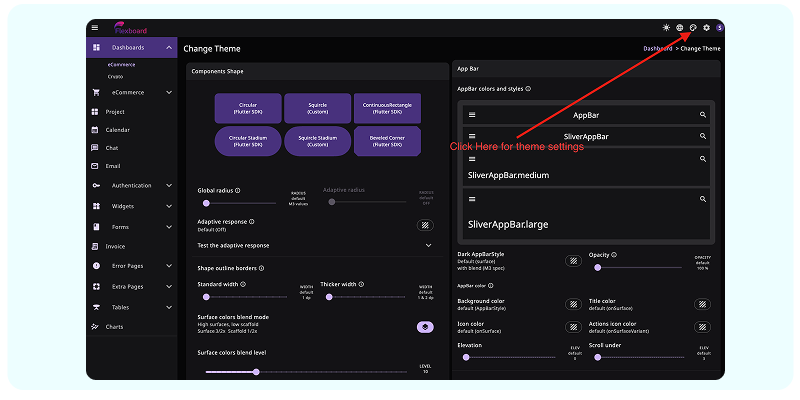 Flexboard
S
Dashboards
eCommerce
Crypto
eCommerce
Project
Calendar
Chat
Email
Authentication
Widgets
Forms
Invoice
Error Pages
Extra Pages
Tables
Charts
Change Theme
Dashboard > Change Theme
Components Shape
Circular
(Flutter SDK)
Squircle
(Custom)
ContinuousRectangle
(Flutter SDK)
Circular Stadium
(Flutter SDK)
Squircle Stadium
(Custom)
Beveled Corner
(Flutter SDK)
Global radius
RADIUS
default
M3 values
Adaptive radius
RADIUS
default
OFF
Adaptive response
Default (Off)
Test the adaptive response
Shape outline borders
Standard width
WIDTH
default
1 dp
Thicker width
WIDTH
default
1 & 2 dp
Surface colors blend mode
High surfaces, low scaffold
Surface 3/2x Scaffold 1/2x
Surface colors blend level
LEVEL
10
App Bar
AppBar colors and styles
AppBar
SliverAppBar
Click Here for theme settings
SliverAppBar.medium
SliverAppBar.large
Dark AppBarStyle
Default (surface)
with blend (M3 spec)
Opacity
OPACITY
default
100 %
AppBar color
Background color
default (AppBarStyle)
Title color
default (onSurface)
Icon color
default (onSurface)
Actions icon color
default (onSurfaceVariant)
Elevation
ELEV
default
0
Scroll under
ELEV
default
3